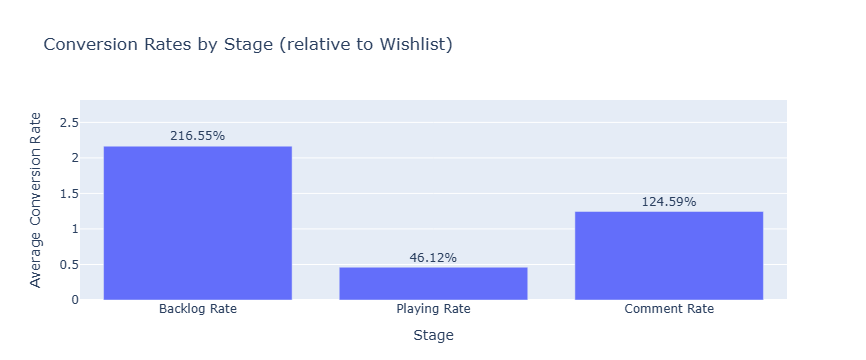 Conversion Rates by Stage (relative to Wishlist)
Average Conversion Rate
2.5
2
1.5
1
0.5
0
216.55%
46.12%
124.59%
Backlog Rate
Playing Rate
Comment Rate
Stage